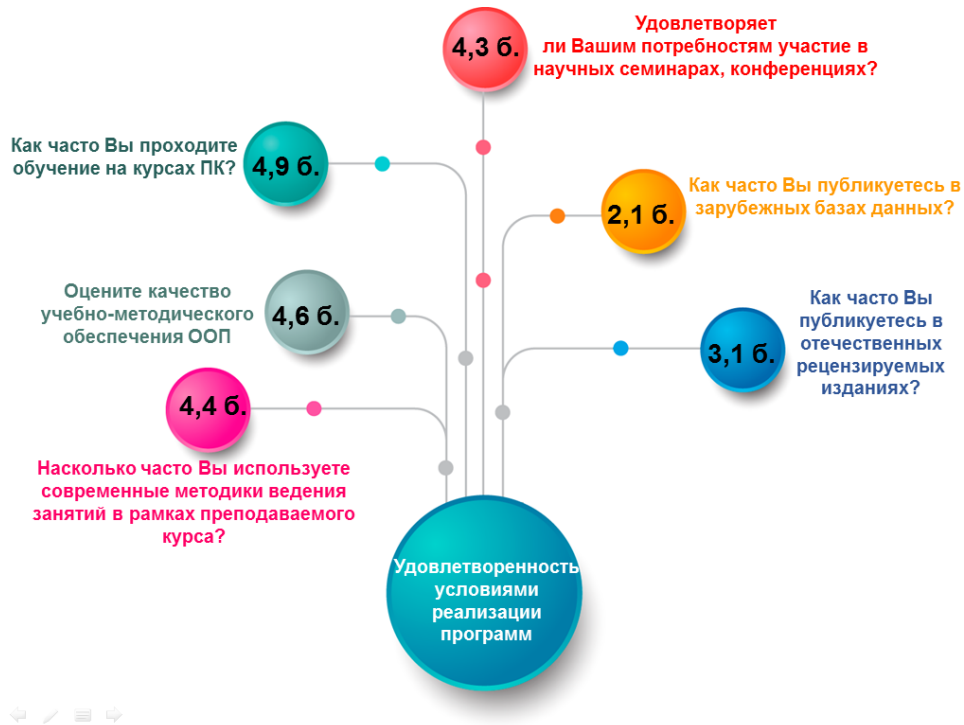 4,3 б.
Удовлетворяет
ли Вашим потребностям участие в
научных семинарах, конференциях?
Как часто Вы проходите
обучение на курсах ПК?
4,9 б.
2,1 б.
Как часто Вы публикуетесь в
зарубежных базах данных?
Оцените качество
учебно-методического
обеспечения ООП
4,6 б.
3,1 б.
Как часто Вы
публикуетесь в
отечественных
рецензируемых
изданиях?
4,4 б.
Насколько часто Вы используете
современные методики ведения
занятий в рамках преподаваемого
курса?
Удовлетворенность
условиями
реализации
программ